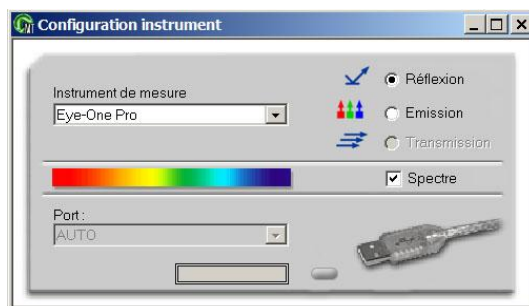 Configuration instrument
Instrument de mesure
Eye-One Pro
Réflexion
Emission
Transmission
Spectre
Port :
AUTO